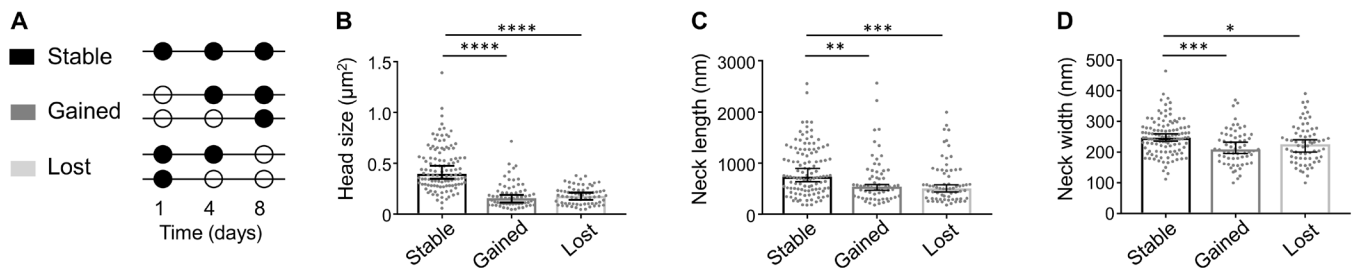 A
Stable
Gained
Lost
1 4 8
Time (days)
B
****
****
Head size (μm²)
1.5
1.0
0.5
0
Stable Gained Lost
C
***
**
Neck length (nm)
3000
2000
1000
0
Stable Gained Lost
D
*
***
Neck width (nm)
500
400
300
200
100
0
Stable Gained Lost